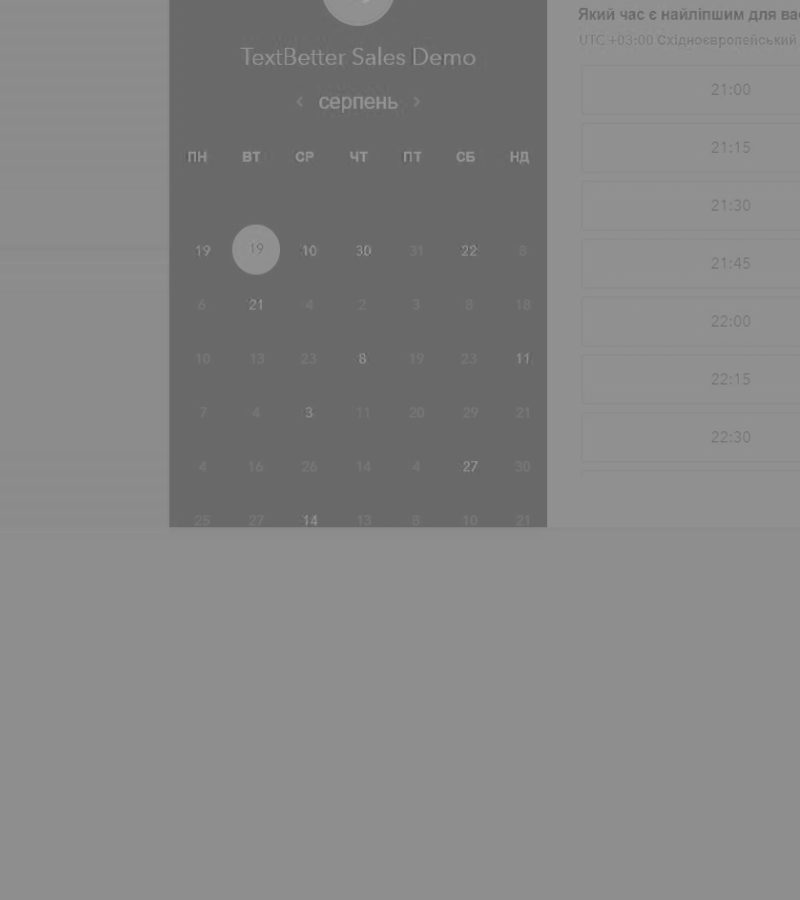 TextBetter Sales Demo
серпень
ПН ВТ СР ЧТ ПТ СБ НД
19 19 10 30 31 22 8
6 21 4 2 3 8 18
10 13 23 8 19 23 11
7 4 3 11 20 29 21
4 16 26 14 4 27 30
25 27 14 13 8 10 21
Який час є найліпшим для
UTC +03:00 Східноєвропейський
21:00
21:15
21:30
21:45
22:00
22:15
22:30